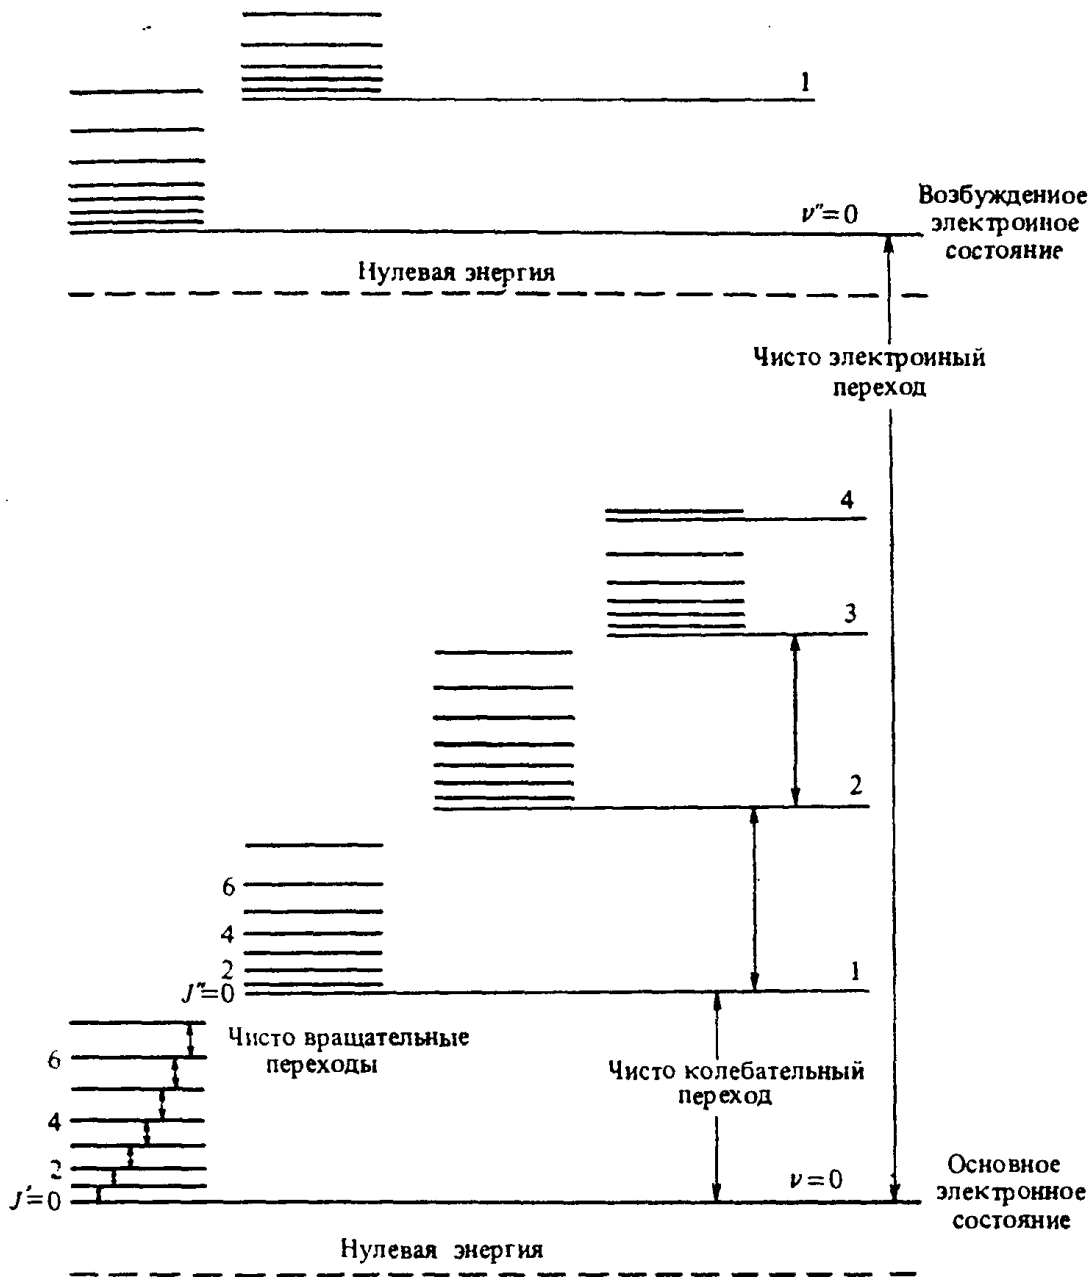 1
ν″=0
Возбужденное
электронное
состояние
Нулевая энергия
Чисто электронный
переход
4
3
2
6
4
2
J″=0
1
Чисто вращательные
переходы
6
4
2
J′=0
Чисто колебательный
переход
ν=0
Основное
электронное
состояние
Нулевая энергия